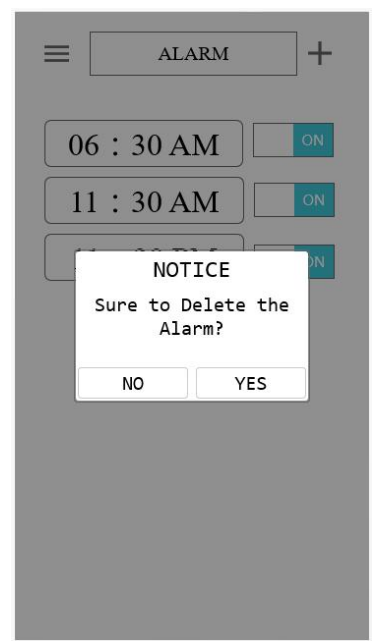 ALARM
06 : 30 AM
ON
11 : 30 AM
ON
ON
NOTICE
Sure to Delete the
Alarm?
NO
YES